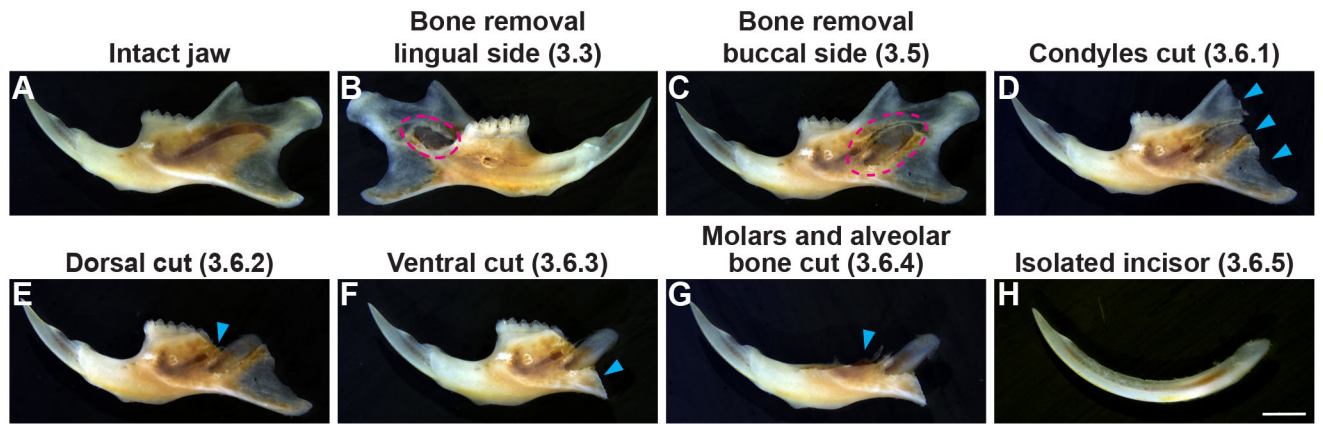 Intact jaw
Bone removal
lingual side (3.3)
Bone removal
buccal side (3.5)
Condyles cut (3.6.1)
A
B
C
D
Dorsal cut (3.6.2)
Ventral cut (3.6.3)
Molars and alveolar
bone cut (3.6.4)
Isolated incisor (3.6.5)
E
F
G
H